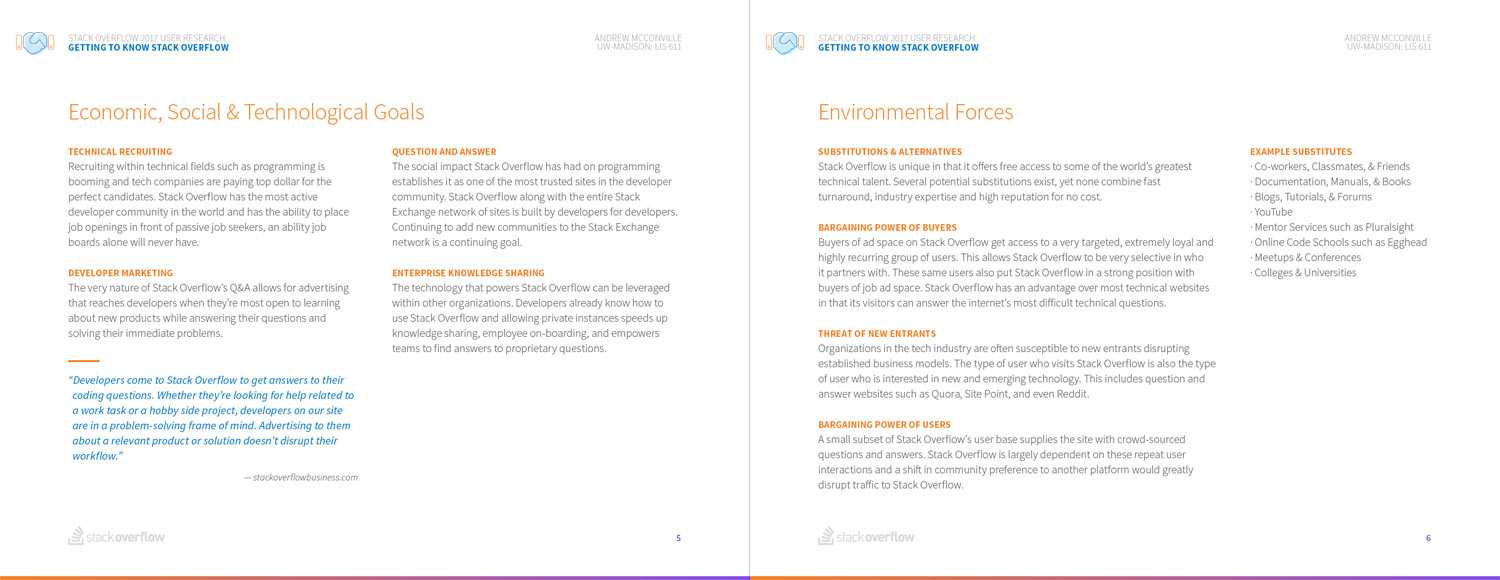 STACK OVERFLOW 2017 USER RESEARCH
GETTING TO KNOW STACK OVERFLOW
ANDREW MCCONVILLE
UW-MADISON: LIS 611
Economic, Social & Technological Goals
TECHNICAL RECRUITING
Recruiting within technical fields such as programming is
booming and tech companies are paying top dollar for the
perfect candidates. Stack Overflow has the most active
developer community in the world and has the ability to place
job openings in front of passive job seekers, an ability job
boards alone will never have.
DEVELOPER MARKETING
The very nature of Stack Overflow's Q&A allows for advertising
that reaches developers when they're most open to learning
about new products while answering their questions and
solving their immediate problems.
“Developers come to Stack Overflow to get answers to their
coding questions. Whether they're looking for help related to
a work task or a hobby side project, developers on our site
are in a problem-solving frame of mind. Advertising to them
about a relevant product or solution doesn't disrupt their
workflow.”
— stackoverflowbusiness.com
QUESTION AND ANSWER
The social impact Stack Overflow has had on programming
establishes it as one of the most trusted sites in the developer
community. Stack Overflow along with the entire Stack
Exchange network of sites is built by developers for developers.
Continuing to add new communities to the Stack Exchange
network is a continuing goal.
ENTERPRISE KNOWLEDGE SHARING
The technology that powers Stack Overflow can be leveraged
within other organizations. Developers already know how to
use Stack Overflow and allowing private instances speeds up
knowledge sharing, employee on-boarding, and empowers
teams to find answers to proprietary questions.
stackoverflow
5
STACK OVERFLOW 2017 USER RESEARCH
GETTING TO KNOW STACK OVERFLOW
ANDREW MCCONVILLE
UW-MADISON: LIS 611
Environmental Forces
SUBSTITUTIONS & ALTERNATIVES
Stack Overflow is unique in that it offers free access to some of the world's greatest
technical talent. Several potential substitutions exist, yet none combine fast
turnaround, industry expertise and high reputation for no cost.
BARGAINING POWER OF BUYERS
Buyers of ad space on Stack Overflow get access to a very targeted, extremely loyal and
highly recurring group of users. This allows Stack Overflow to be very selective in who
it partners with. These same users also put Stack Overflow in a strong position with
buyers of job ad space. Stack Overflow has an advantage over most technical websites
in that its visitors can answer the internet's most difficult technical questions.
THREAT OF NEW ENTRANTS
Organizations in the tech industry are often susceptible to new entrants disrupting
established business models. The type of user who visits Stack Overflow is also the type
of user who is interested in new and emerging technology. This includes question and
answer websites such as Quora, Site Point, and even Reddit.
BARGAINING POWER OF USERS
A small subset of Stack Overflow's user base supplies the site with crowd-sourced
questions and answers. Stack Overflow is largely dependent on these repeat user
interactions and a shift in community preference to another platform would greatly
disrupt traffic to Stack Overflow.
EXAMPLE SUBSTITUTES
· Co-workers, Classmates, & Friends
· Documentation, Manuals, & Books
· Blogs, Tutorials, & Forums
· YouTube
· Mentor Services such as Pluralsight
· Online Code Schools such as Egghead
· Meetups & Conferences
· Colleges & Universities
stackoverflow
6